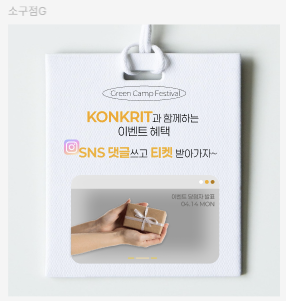 소구점G
Green Camp Festival
KONKRIT과 함께하는
이벤트 혜택
SNS 댓글쓰고 티켓 받아가자~
이벤트 당첨자 발표
04.14 MON